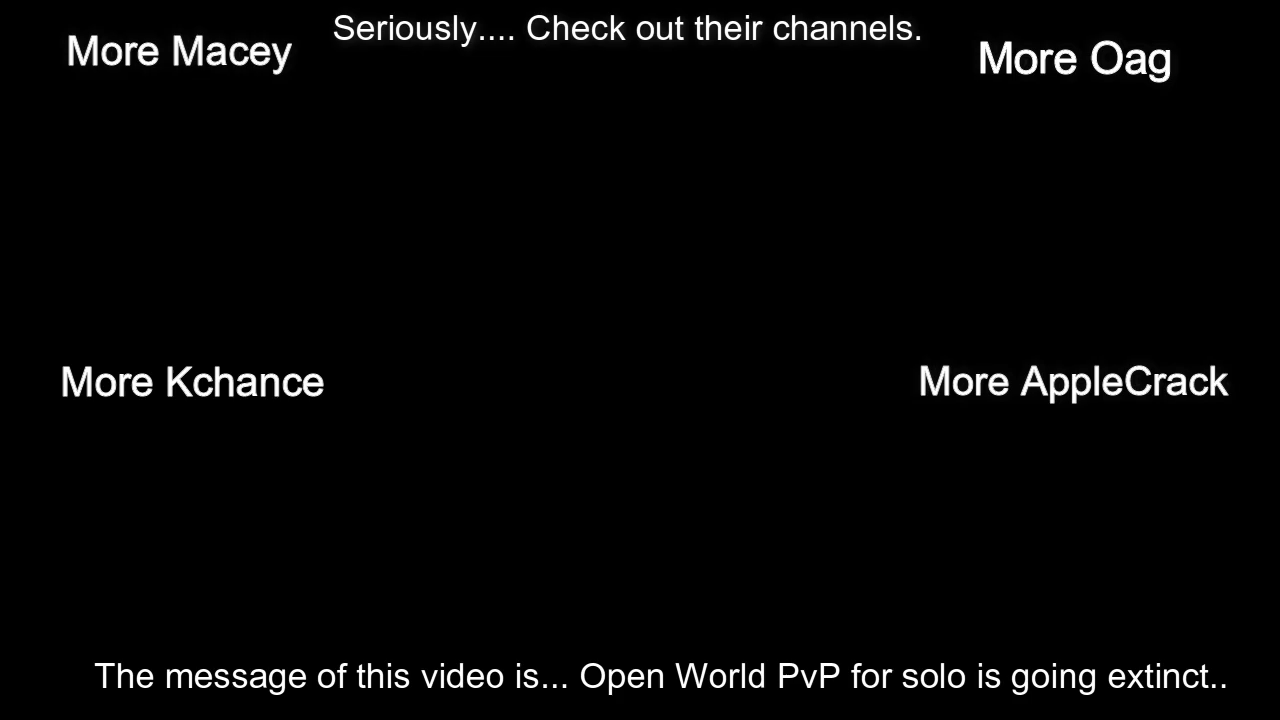 Seriously.... Check out their channels.
More Macey
More Oag
More Kchance
More AppleCrack
The message of this video is... Open World PvP for solo is going extinct..